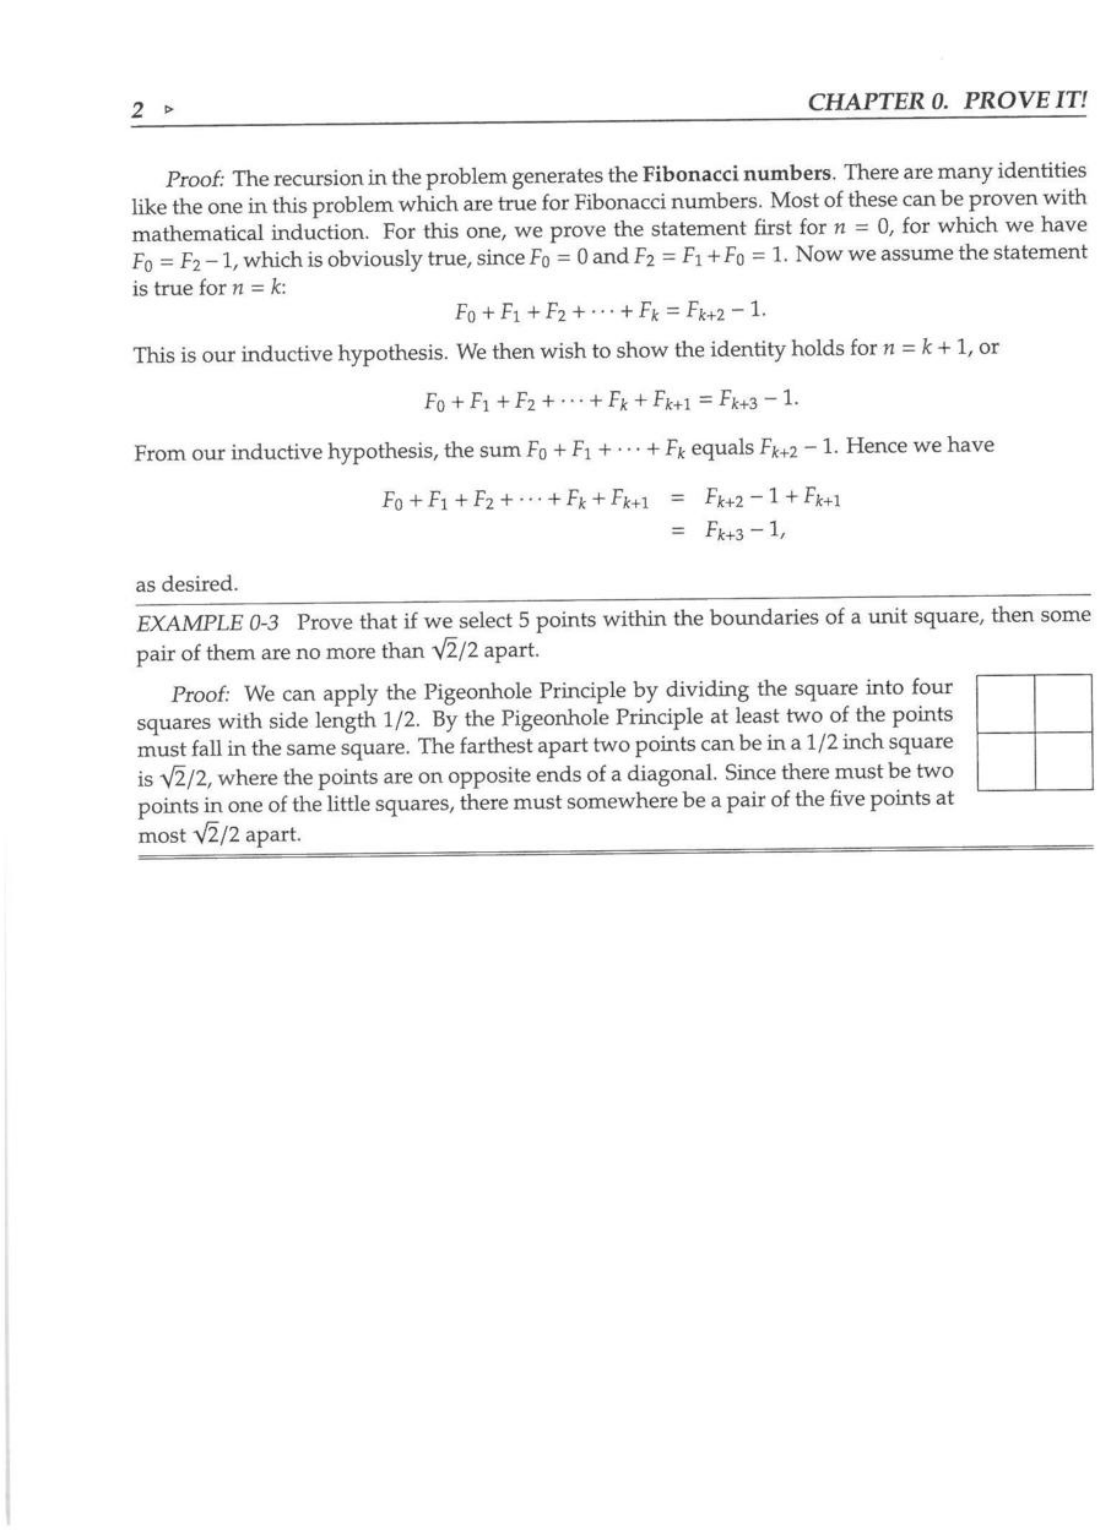 2 ▹
CHAPTER 0. PROVE IT!
Proof: The recursion in the problem generates the Fibonacci numbers. There are many identities
like the one in this problem which are true for Fibonacci numbers. Most of these can be proven with
mathematical induction. For this one, we prove the statement first for n = 0, for which we have
F₀ = F₂ − 1, which is obviously true, since F₀ = 0 and F₂ = F₁ + F₀ = 1. Now we assume the statement
is true for n = k:
F₀ + F₁ + F₂ + ··· + Fₖ = Fₖ₊₂ − 1.
This is our inductive hypothesis. We then wish to show the identity holds for n = k + 1, or
F₀ + F₁ + F₂ + ··· + Fₖ + Fₖ₊₁ = Fₖ₊₃ − 1.
From our inductive hypothesis, the sum F₀ + F₁ + ··· + Fₖ equals Fₖ₊₂ − 1. Hence we have
F₀ + F₁ + F₂ + ··· + Fₖ + Fₖ₊₁ = Fₖ₊₂ − 1 + Fₖ₊₁
= Fₖ₊₃ − 1,
as desired.
EXAMPLE 0-3 Prove that if we select 5 points within the boundaries of a unit square, then some
pair of them are no more than √2/2 apart.
Proof: We can apply the Pigeonhole Principle by dividing the square into four
squares with side length 1/2. By the Pigeonhole Principle at least two of the points
must fall in the same square. The farthest apart two points can be in a 1/2 inch square
is √2/2, where the points are on opposite ends of a diagonal. Since there must be two
points in one of the little squares, there must somewhere be a pair of the five points at
most √2/2 apart.